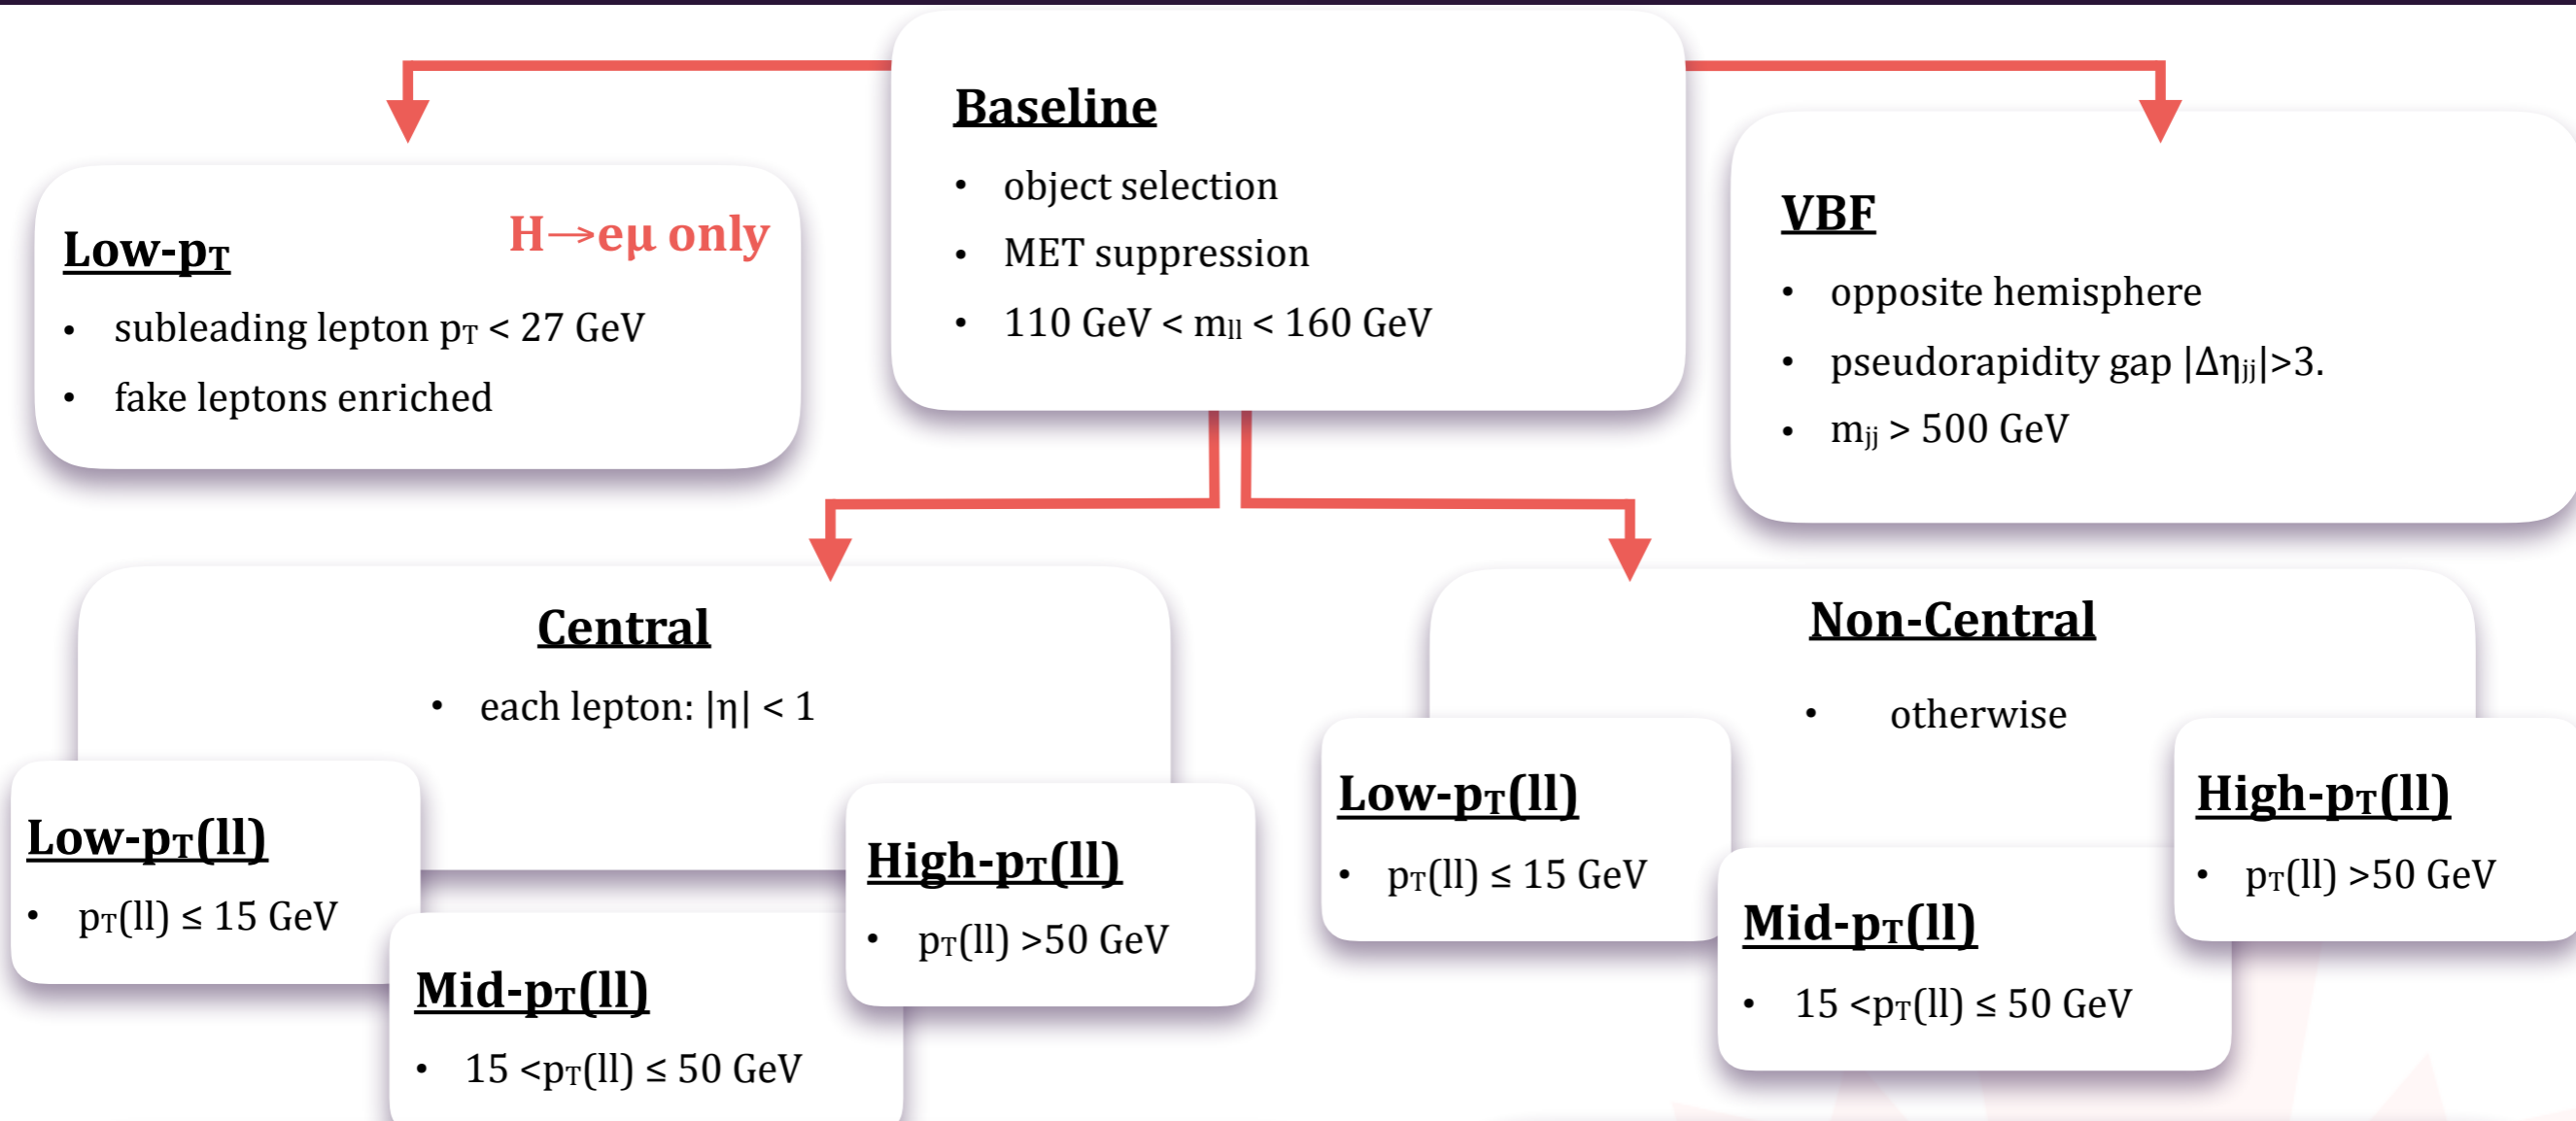 Baseline
• object selection
• MET suppression
• 110 GeV < mll < 160 GeV
Low-pT
H→eμ only
• subleading lepton pT < 27 GeV
• fake leptons enriched
VBF
• opposite hemisphere
• pseudorapidity gap |Δηjj|>3.
• mjj > 500 GeV
Central
• each lepton: |η| < 1
Low-pT(ll)
• pT(ll) ≤ 15 GeV
Mid-pT(ll)
• 15 <pT(ll) ≤ 50 GeV
High-pT(ll)
• pT(ll) >50 GeV
Non-Central
• otherwise
Low-pT(ll)
• pT(ll) ≤ 15 GeV
Mid-pT(ll)
• 15 <pT(ll) ≤ 50 GeV
High-pT(ll)
• pT(ll) >50 GeV